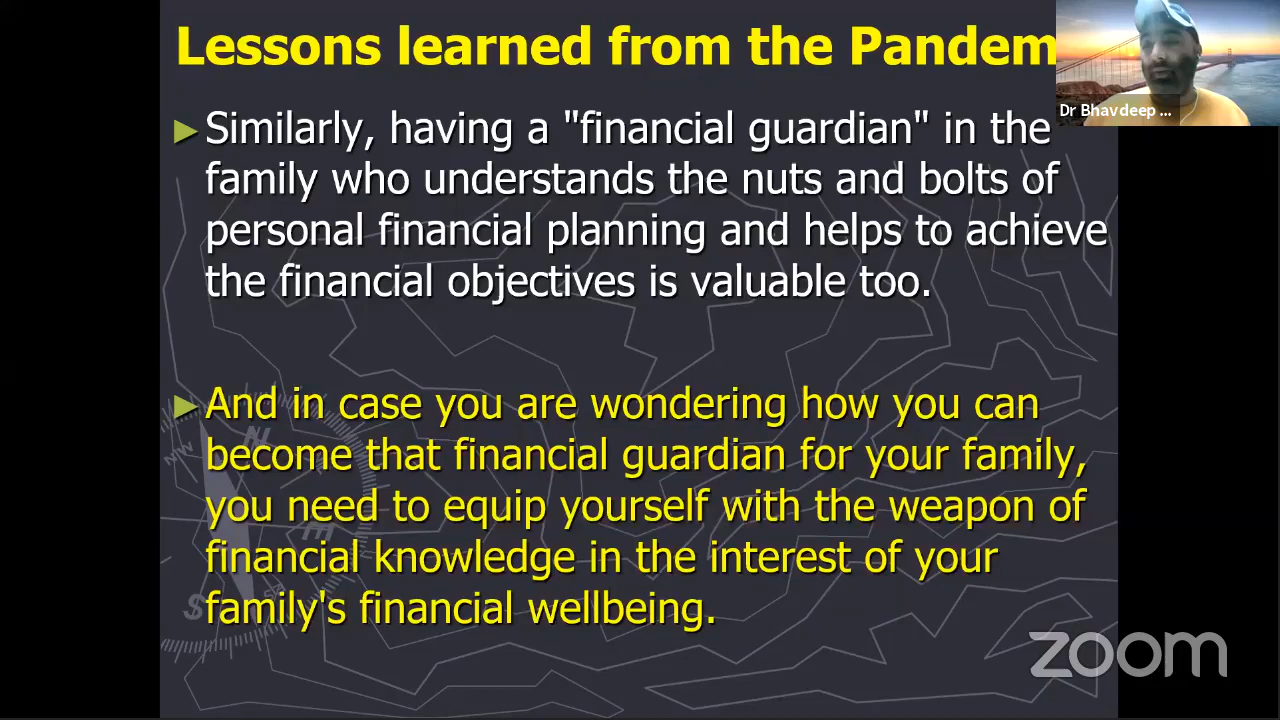 Lessons learned from the Pandem
Dr Bhavdeep ...
►Similarly, having a "financial guardian" in the
family who understands the nuts and bolts of
personal financial planning and helps to achieve
the financial objectives is valuable too.
►And in case you are wondering how you can
become that financial guardian for your family,
you need to equip yourself with the weapon of
financial knowledge in the interest of your
family's financial wellbeing.
N
NW
E
S
SE
zoom